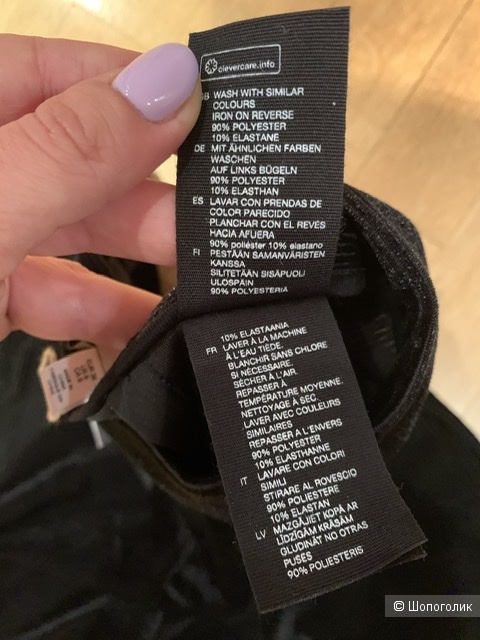 clevercare.info
GB WASH WITH SIMILAR
COLOURS
IRON ON REVERSE
90% POLYESTER
10% ELASTANE
DE MIT ÄHNLICHEN FARBEN
WASCHEN
AUF LINKS BÜGELN
90% POLYESTER
10% ELASTHAN
ES LAVAR CON PRENDAS DE
COLOR PARECIDO
PLANCHAR CON EL REVÉS
HACIA AFUERA
90% poliéster 10% elastano
FI PESTÄÄN SAMANVÄRISTEN
KANSSA
SILITETÄÄN SISÄPUOLI
ULOSPÄIN
90% POLYESTERIA
10% ELASTAANIA
FR LAVER À LA MACHINE
À L'EAU TIÈDE.
BLANCHIR SANS CHLORE
SI NÉCESSAIRE.
SÉCHER À L'AIR.
REPASSER À
TEMPÉRATURE MOYENNE.
NETTOYAGE À SEC.
LAVER AVEC COULEURS
SIMILAIRES
REPASSER A L'ENVERS
90% POLYESTER
10% ELASTHANNE
IT LAVARE CON COLORI
SIMILI
STIRARE AL ROVESCIO
90% POLIESTERE
10% ELASTAN
LV MAZGĀJIET KOPĀ AR
LĪDZĪGĀM KRĀSĀM
GLUDINĀT NO OTRAS
PUSES
90% POLIESTERIS
© Шопоголик